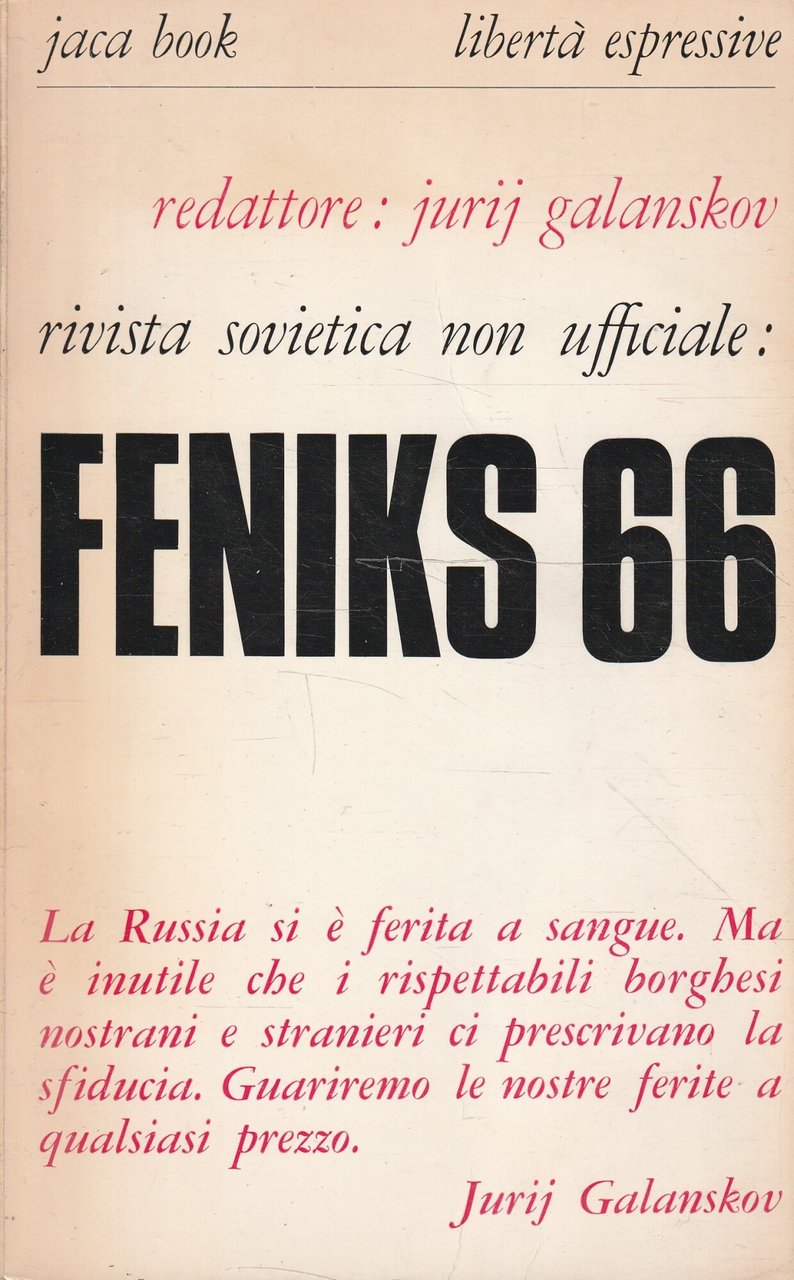 jaca book libertà espressive
redattore: jurij galanskov
rivista sovietica non ufficiale:
FENIKS 66
La Russia si è ferita a sangue. Ma
è inutile che i rispettabili borghesi
nostrani e stranieri ci prescrivano la
sfiducia. Guariremo le nostre ferite a
qualsiasi prezzo.
Jurij Galanskov